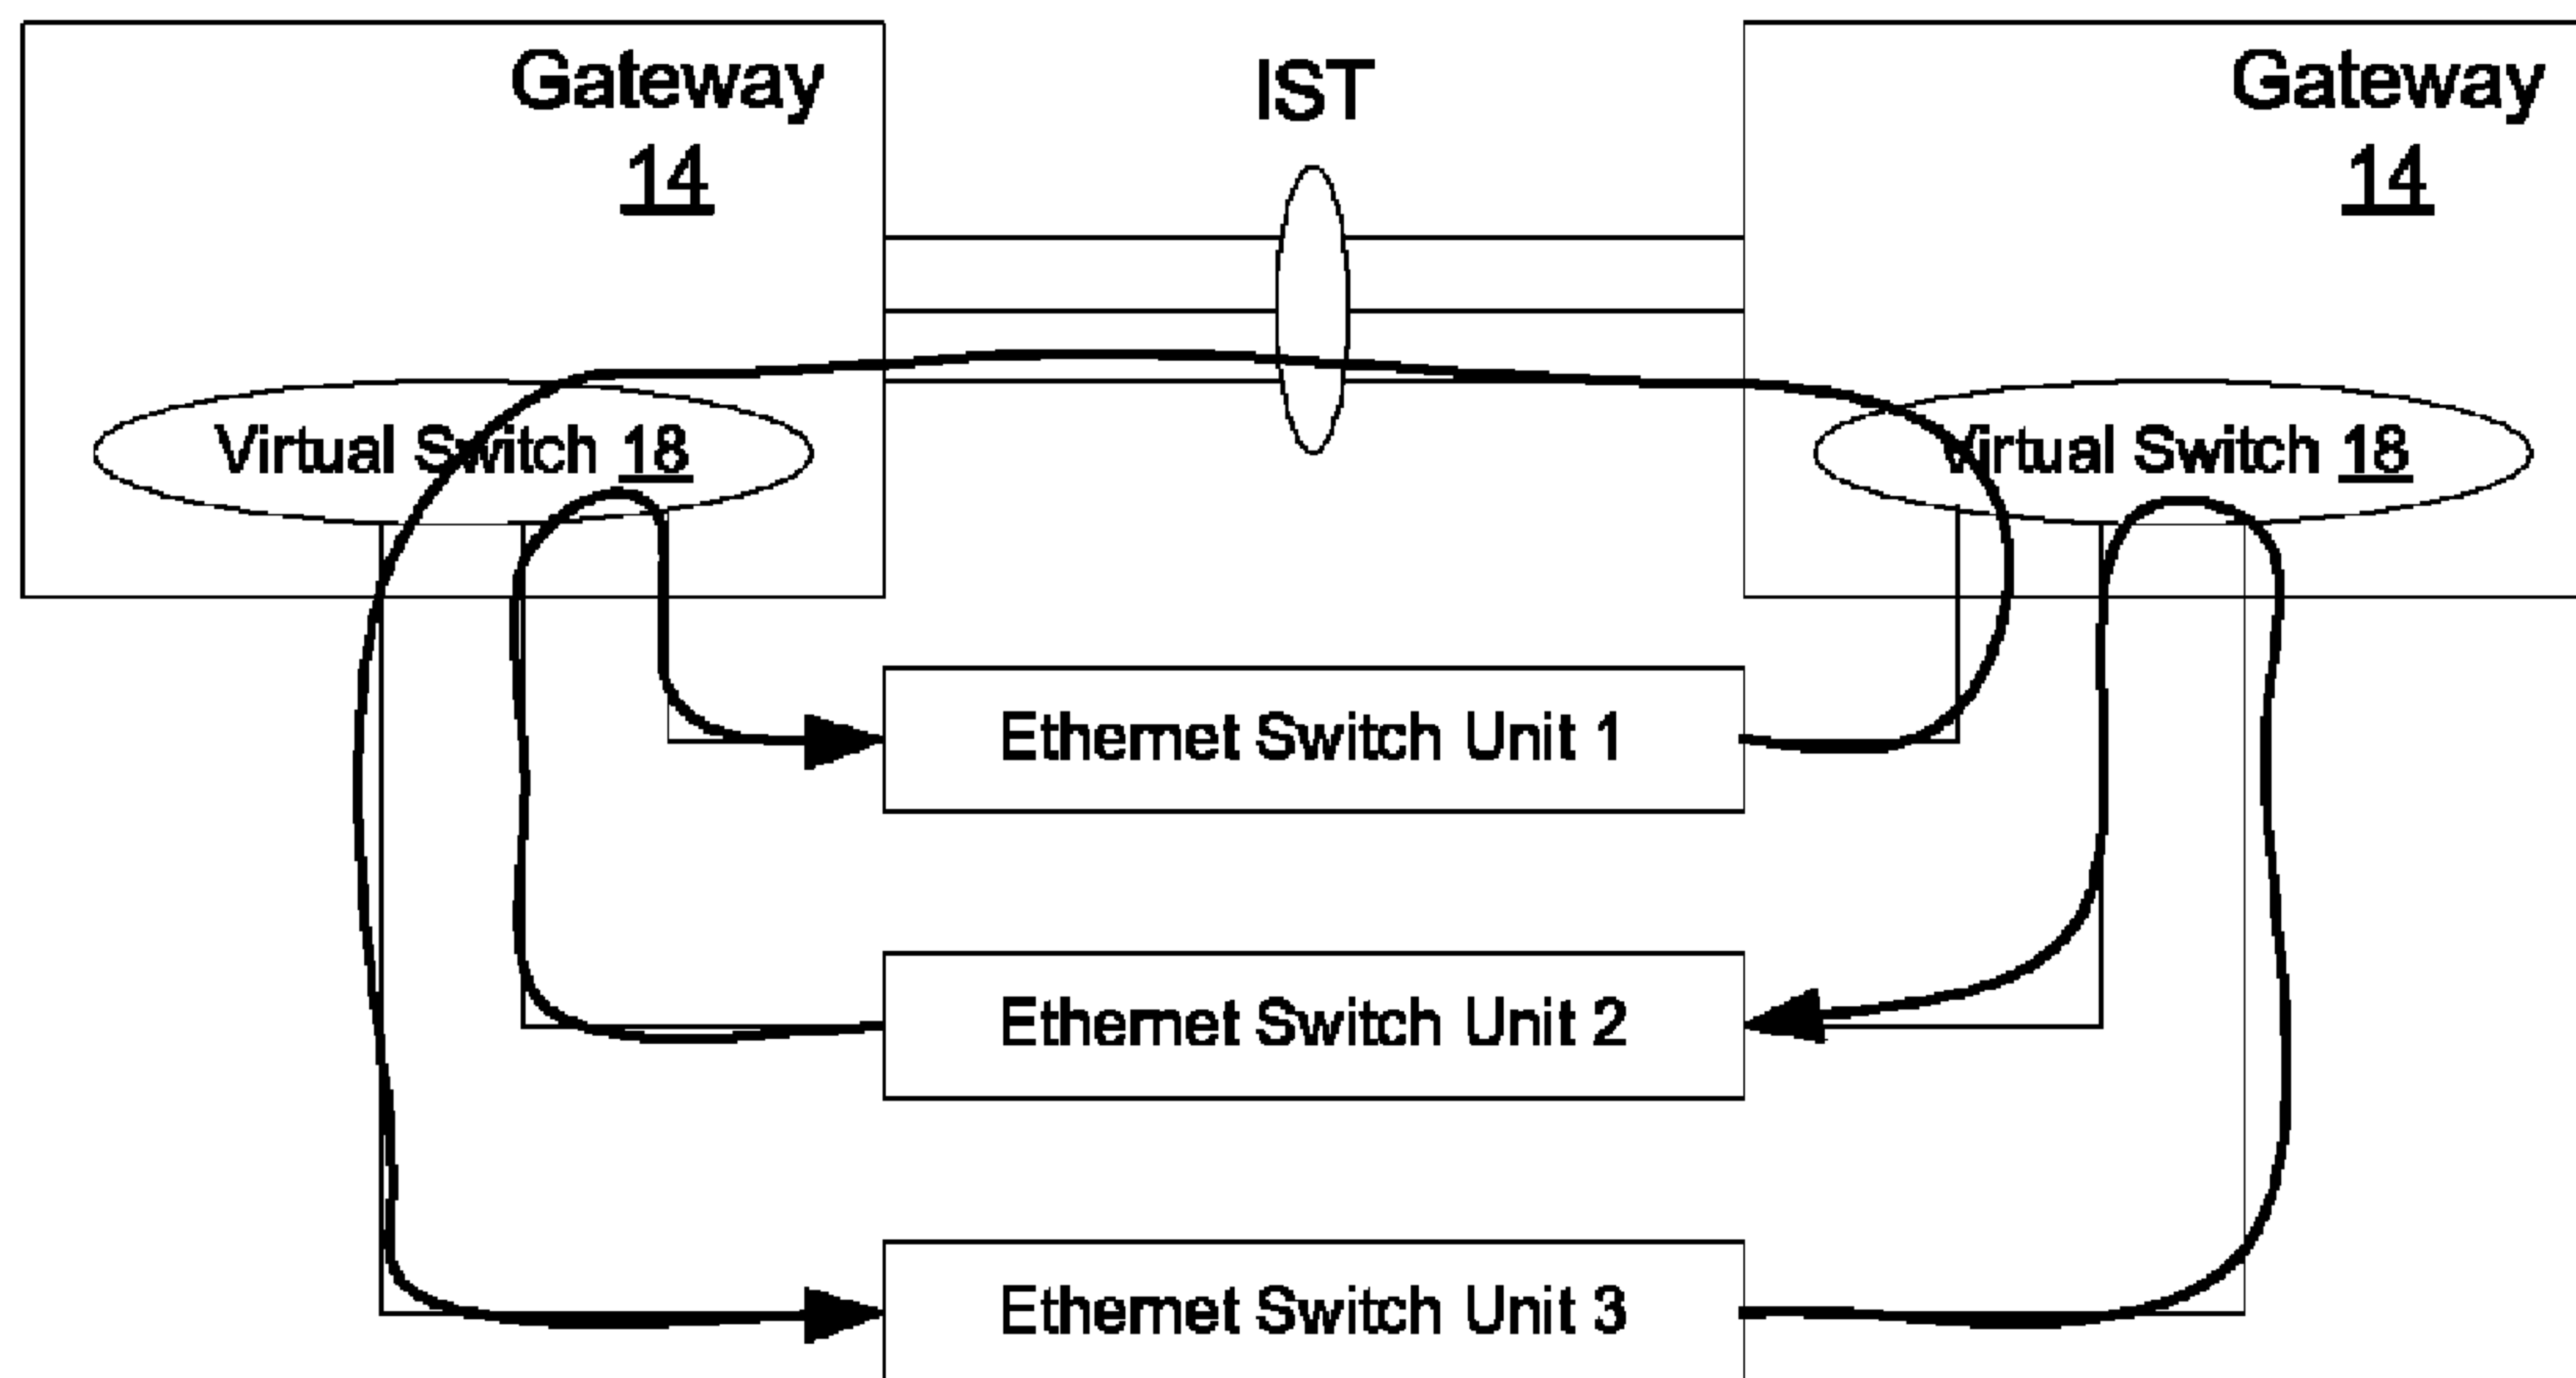 Gateway
14
IST
Gateway
14
Virtual Switch 18
Virtual Switch 18
Ethernet Switch Unit 1
Ethernet Switch Unit 2
Ethernet Switch Unit 3